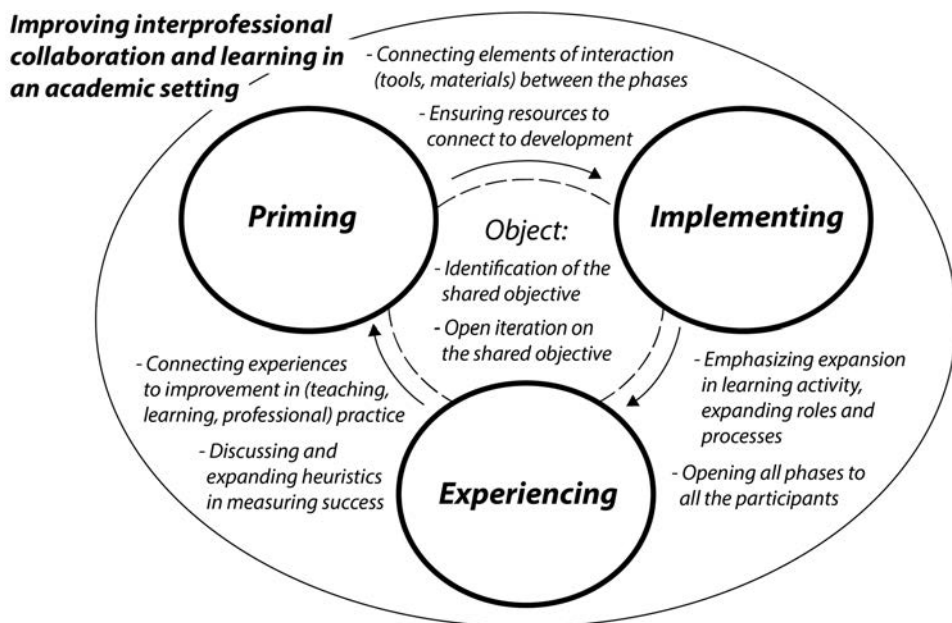 Improving interprofessional
collaboration and learning in
an academic setting
- Connecting elements of interaction
(tools, materials) between the phases
- Ensuring resources to
connect to development
Priming
Implementing
Object:
- Identification of the
shared objective
- Open iteration on
the shared objective
- Connecting experiences
to improvement in (teaching,
learning, professional) practice
- Discussing and
expanding heuristics
in measuring success
- Emphasizing expansion
in learning activity,
expanding roles and
processes
- Opening all phases to
all the participants
Experiencing